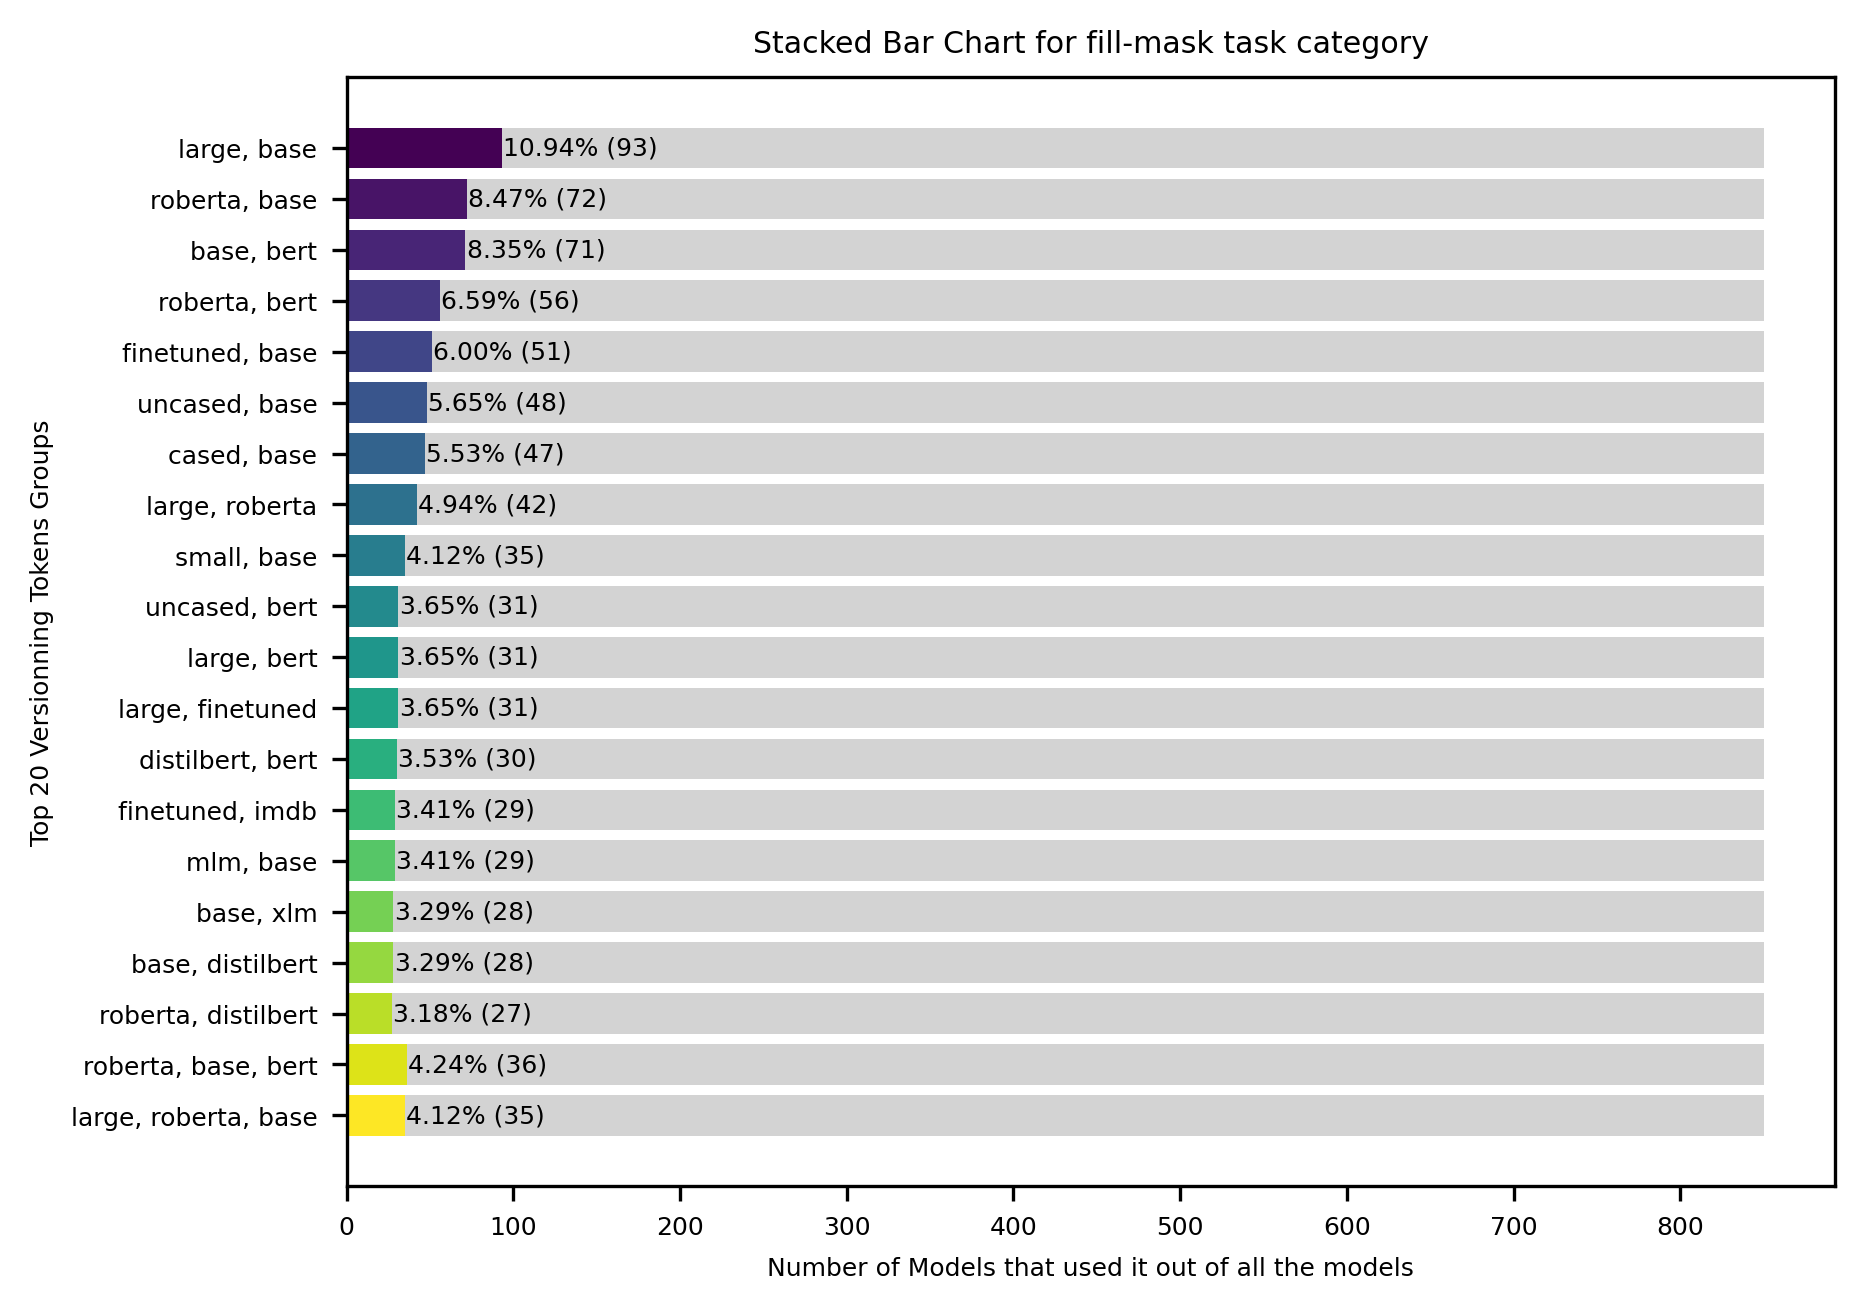 Stacked Bar Chart for fill-mask task category
Top 20 Versionning Tokens Groups
large, base 10.94% (93)
roberta, base 8.47% (72)
base, bert 8.35% (71)
roberta, bert 6.59% (56)
finetuned, base 6.00% (51)
uncased, base 5.65% (48)
cased, base 5.53% (47)
large, roberta 4.94% (42)
small, base 4.12% (35)
uncased, bert 3.65% (31)
large, bert 3.65% (31)
large, finetuned 3.65% (31)
distilbert, bert 3.53% (30)
finetuned, imdb 3.41% (29)
mlm, base 3.41% (29)
base, xlm 3.29% (28)
base, distilbert 3.29% (28)
roberta, distilbert 3.18% (27)
roberta, base, bert 4.24% (36)
large, roberta, base 4.12% (35)
0 100 200 300 400 500 600 700 800
Number of Models that used it out of all the models